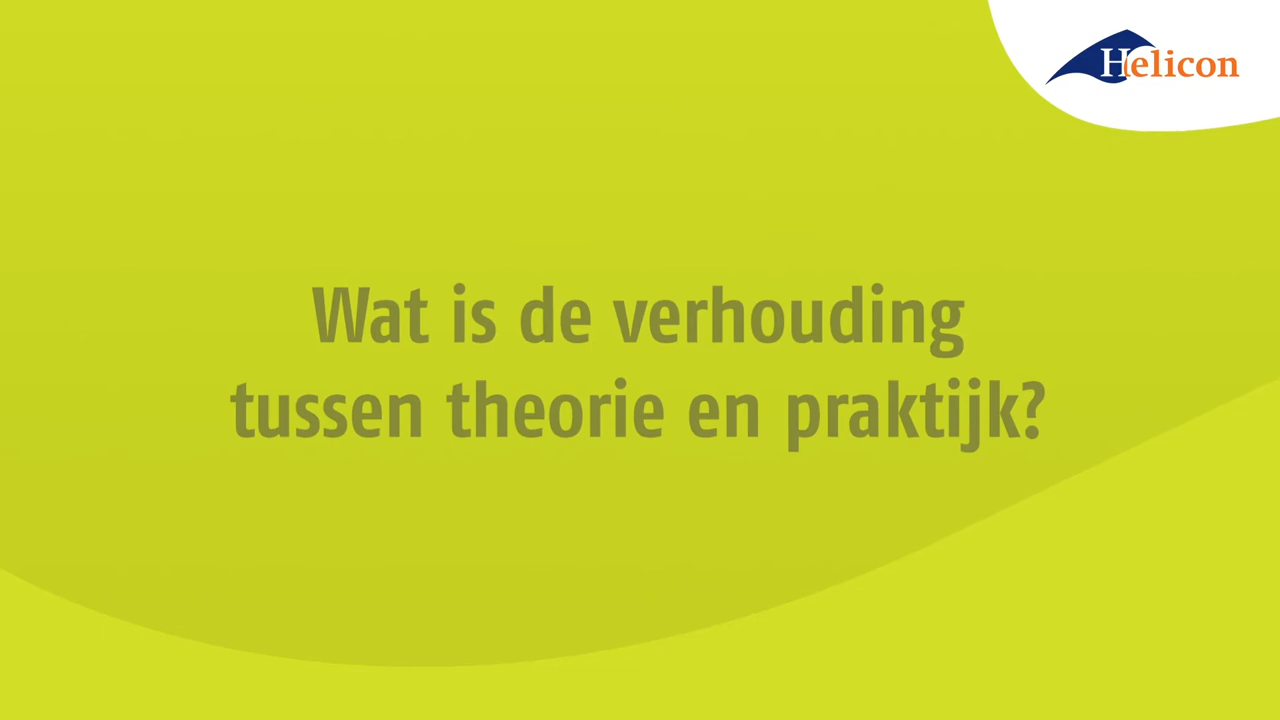 Helicon
Wat is de verhouding
tussen theorie en praktijk?